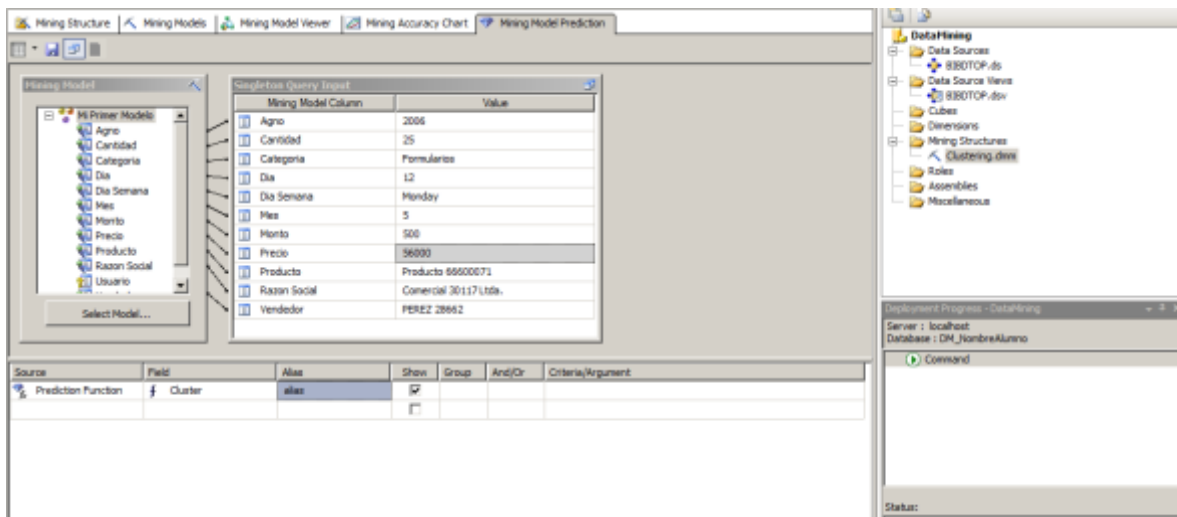 Mining Structure Mining Models Mining Model Viewer Mining Accuracy Chart Mining Model Prediction
Mining Model
Mi Primer Modelo
Agno
Cantidad
Categoria
Dia
Dia Semana
Mes
Monto
Precio
Producto
Razon Social
Usuario
Select Model...
Singleton Query Input
Mining Model Column Value
Agno 2006
Cantidad 25
Categoria Formularios
Dia 12
Dia Semana Monday
Mes 5
Monto 500
Precio 56000
Producto Producto 66600071
Razon Social Comercial 30117 Ltda.
Vendedor PEREZ 28662
Source Field Alias Show Group And/Or Criteria/Argument
Prediction Function Cluster alias
DataMining
Data Sources
BIBDTOP.ds
Data Source Views
BIBDTOP.dsv
Cubes
Dimensions
Mining Structures
Clustering.dmm
Roles
Assemblies
Miscellaneous
Deployment Progress - DataMining
Server : localhost
Database : DM_NombreAlumno
Command
Status: